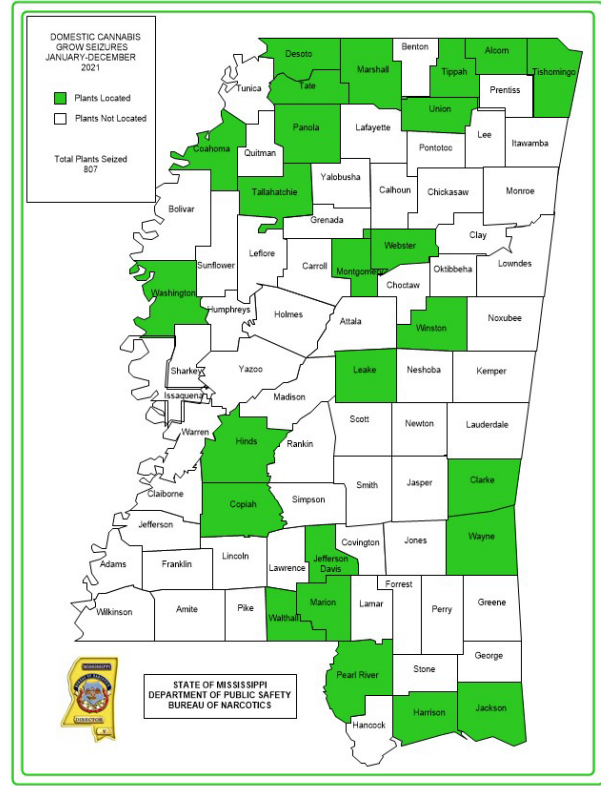 DOMESTIC CANNABIS
GROW SEIZURES
JANUARY-DECEMBER
2021
Plants Located
Plants Not Located
Total Plants Seized
807
Desoto
Marshall
Benton
Tippah
Alcorn
Tishomingo
Tunica
Tate
Prentiss
Union
Coahoma
Quitman
Panola
Lafayette
Pontotoc
Lee
Itawamba
Tallahatchie
Yalobusha
Calhoun
Chickasaw
Monroe
Bolivar
Grenada
Clay
Sunflower
Leflore
Carroll
Webster
Montgomery
Oktibbeha
Lowndes
Choctaw
Washington
Humphreys
Holmes
Attala
Winston
Noxubee
Sharkey
Yazoo
Leake
Neshoba
Kemper
Issaquena
Madison
Warren
Hinds
Rankin
Scott
Newton
Lauderdale
Claiborne
Copiah
Simpson
Smith
Jasper
Clarke
Jefferson
Adams
Franklin
Lincoln
Lawrence
Jefferson
Davis
Covington
Jones
Wayne
Wilkinson
Amite
Pike
Walthall
Marion
Lamar
Forrest
Perry
Greene
Pearl River
Stone
George
Hancock
Harrison
Jackson
MISSISSIPPI
DIRECTOR
STATE OF MISSISSIPPI
DEPARTMENT OF PUBLIC SAFETY
BUREAU OF NARCOTICS